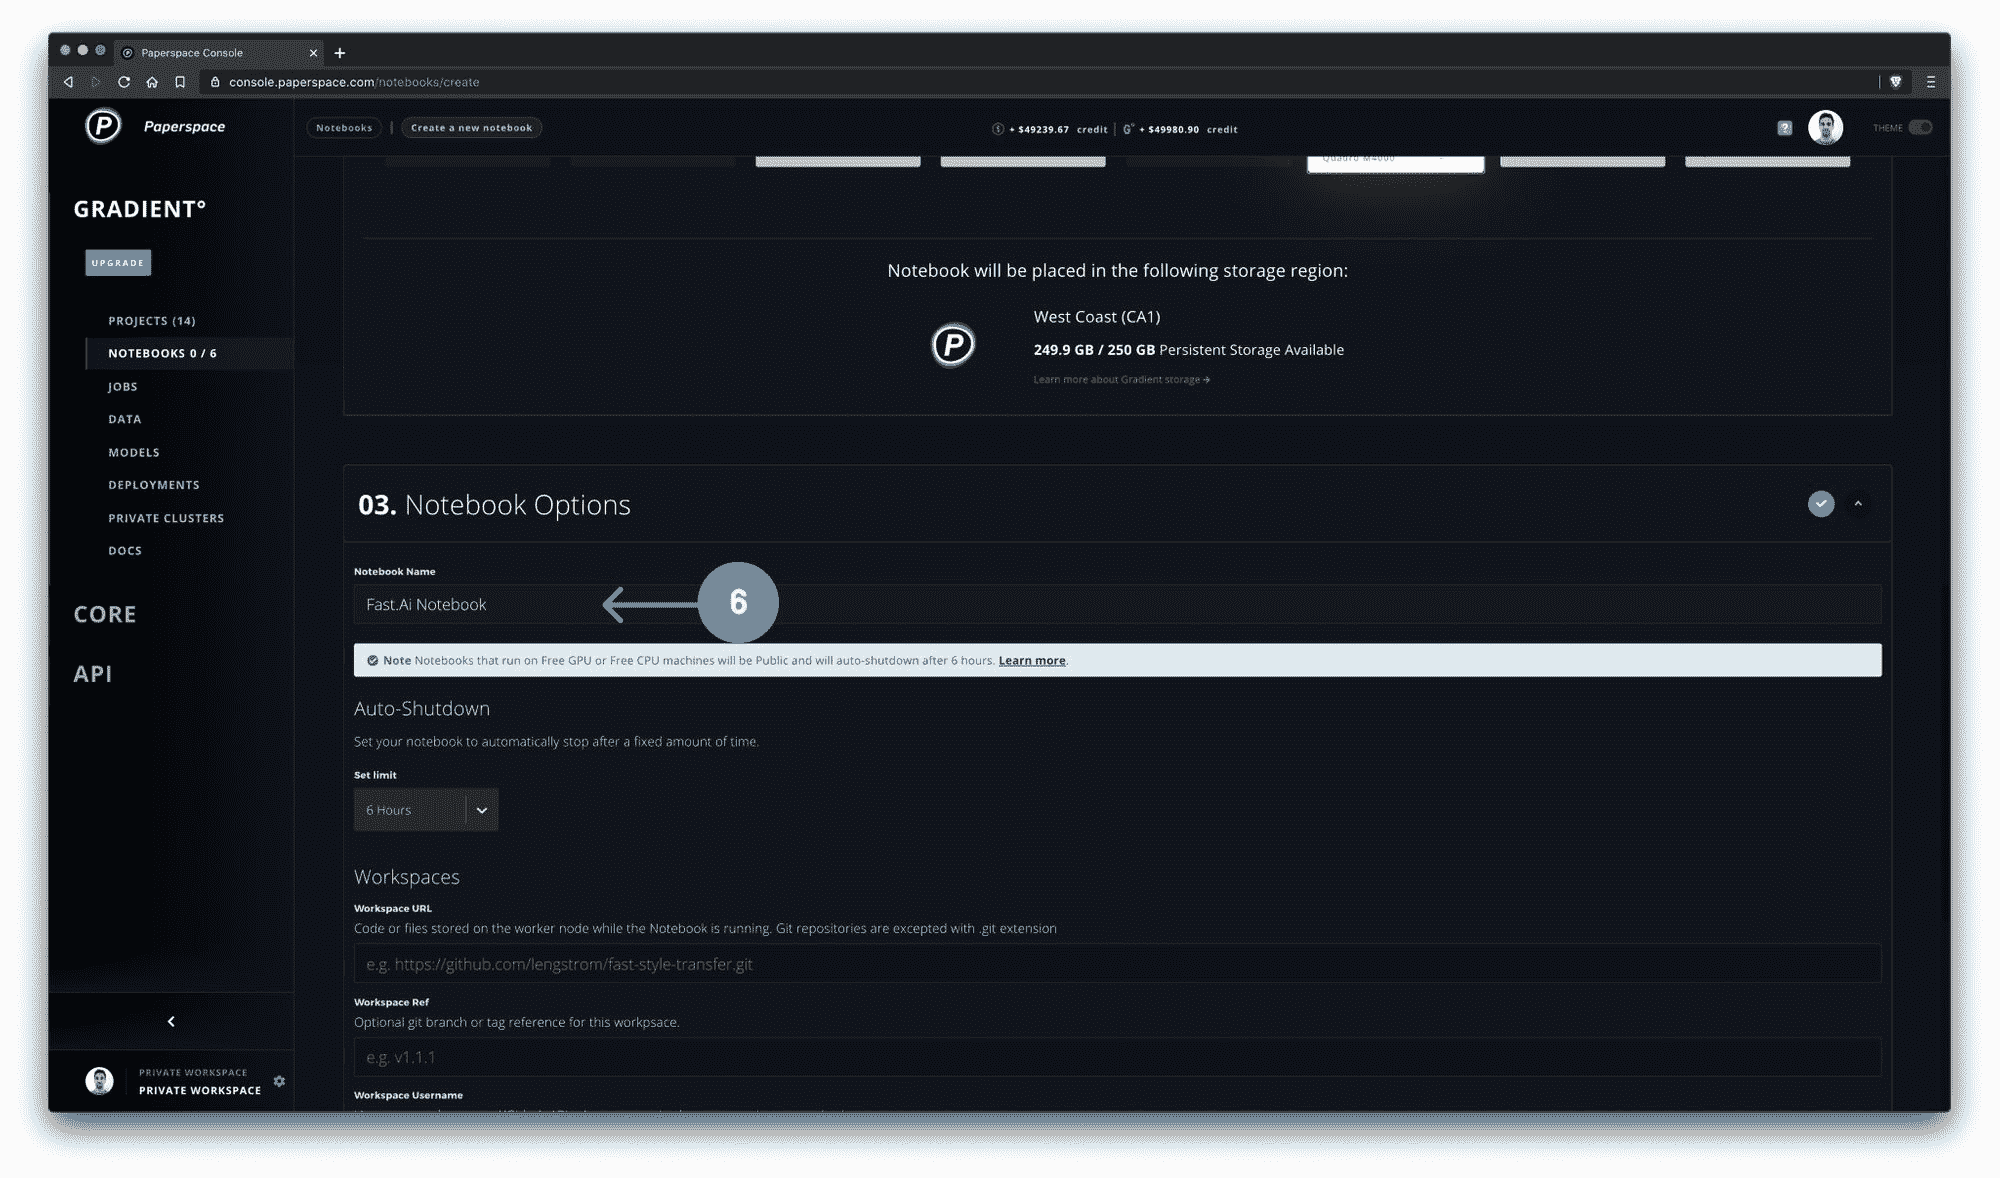 Paperspace Console
console.paperspace.com/notebooks/create
Paperspace
Notebooks | Create a new notebook
+ $49239.67 credit | G° + $49980.90 credit
THEME
Quadro M4000
GRADIENT°
UPGRADE
PROJECTS (14)
NOTEBOOKS 0 / 6
JOBS
DATA
MODELS
DEPLOYMENTS
PRIVATE CLUSTERS
DOCS
CORE
API
PRIVATE WORKSPACE
PRIVATE WORKSPACE
Notebook will be placed in the following storage region:
West Coast (CA1)
249.9 GB / 250 GB Persistent Storage Available
Learn more about Gradient storage →
03. Notebook Options
Notebook Name
Fast.Ai Notebook
6
Note Notebooks that run on Free GPU or Free CPU machines will be Public and will auto-shutdown after 6 hours. Learn more.
Auto-Shutdown
Set your notebook to automatically stop after a fixed amount of time.
Set limit
6 Hours
Workspaces
Workspace URL
Code or files stored on the worker node while the Notebook is running. Git repositories are excepted with .git extension
e.g. https://github.com/lengstrom/fast-style-transfer.git
Workspace Ref
Optional git branch or tag reference for this workpsace.
e.g. v1.1.1
Workspace Username